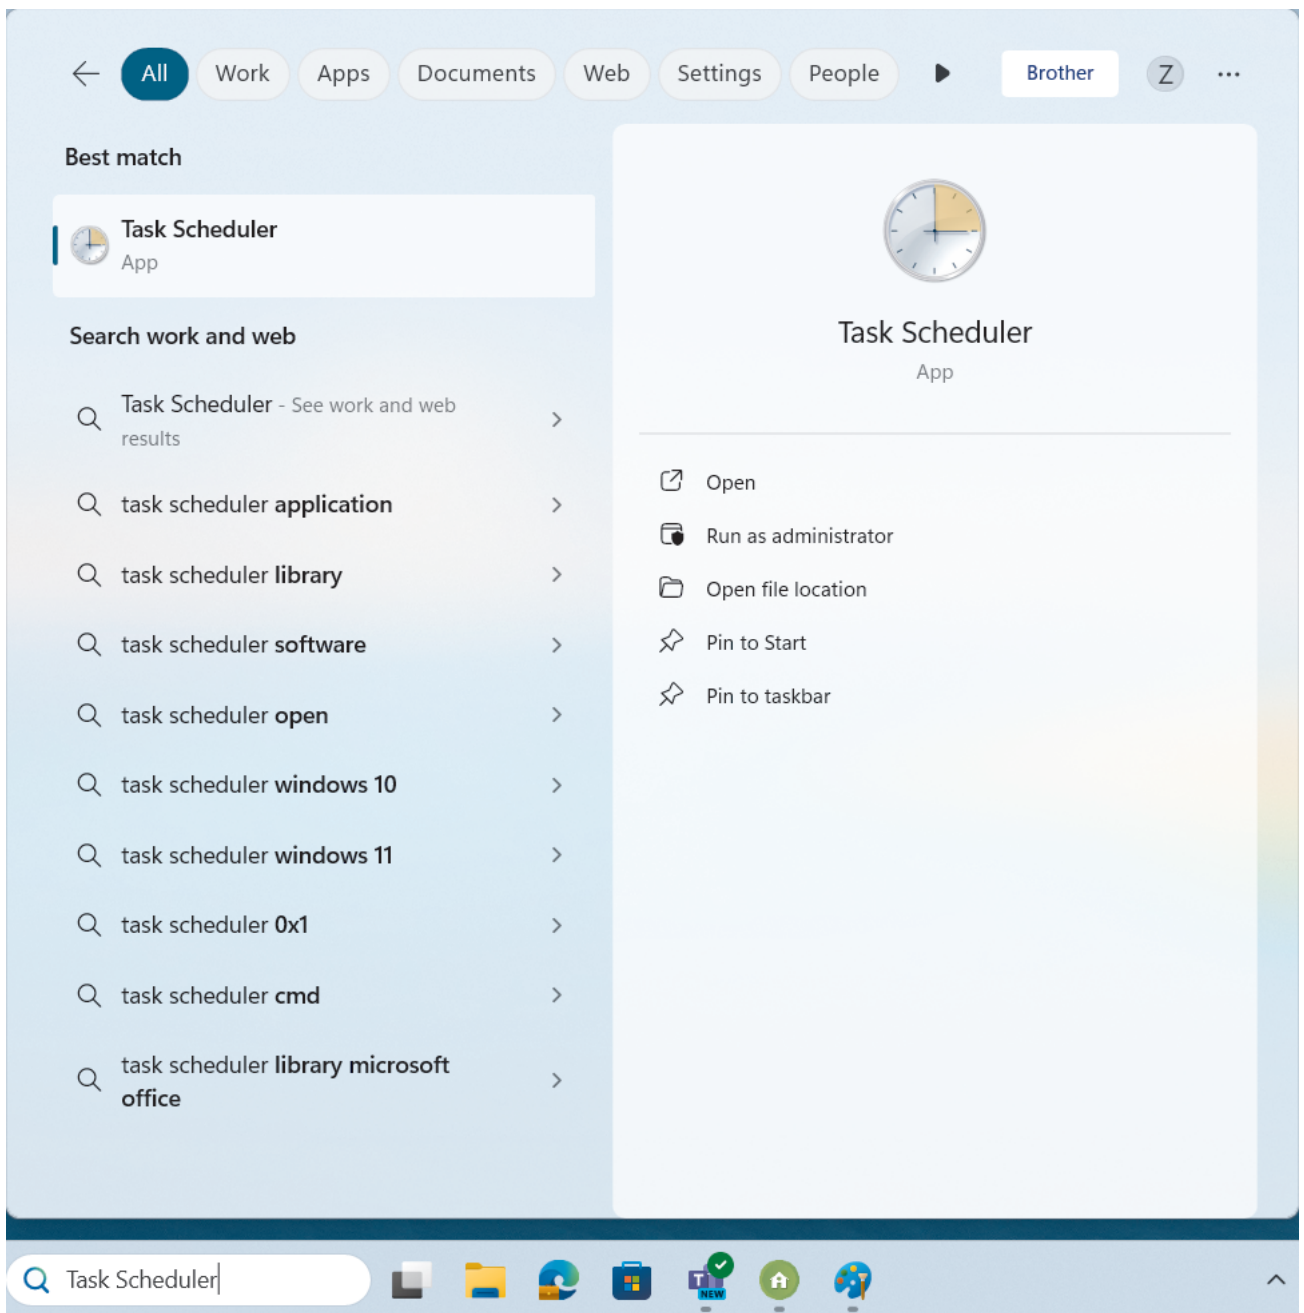 All
Work
Apps
Documents
Web
Settings
People
Brother
Z
Best match
Task Scheduler
App
Search work and web
Task Scheduler - See work and web
results
task scheduler application
task scheduler library
task scheduler software
task scheduler open
task scheduler windows 10
task scheduler windows 11
task scheduler 0x1
task scheduler cmd
task scheduler library microsoft
office
Task Scheduler
App
Open
Run as administrator
Open file location
Pin to Start
Pin to taskbar
Task Scheduler
T
NEW